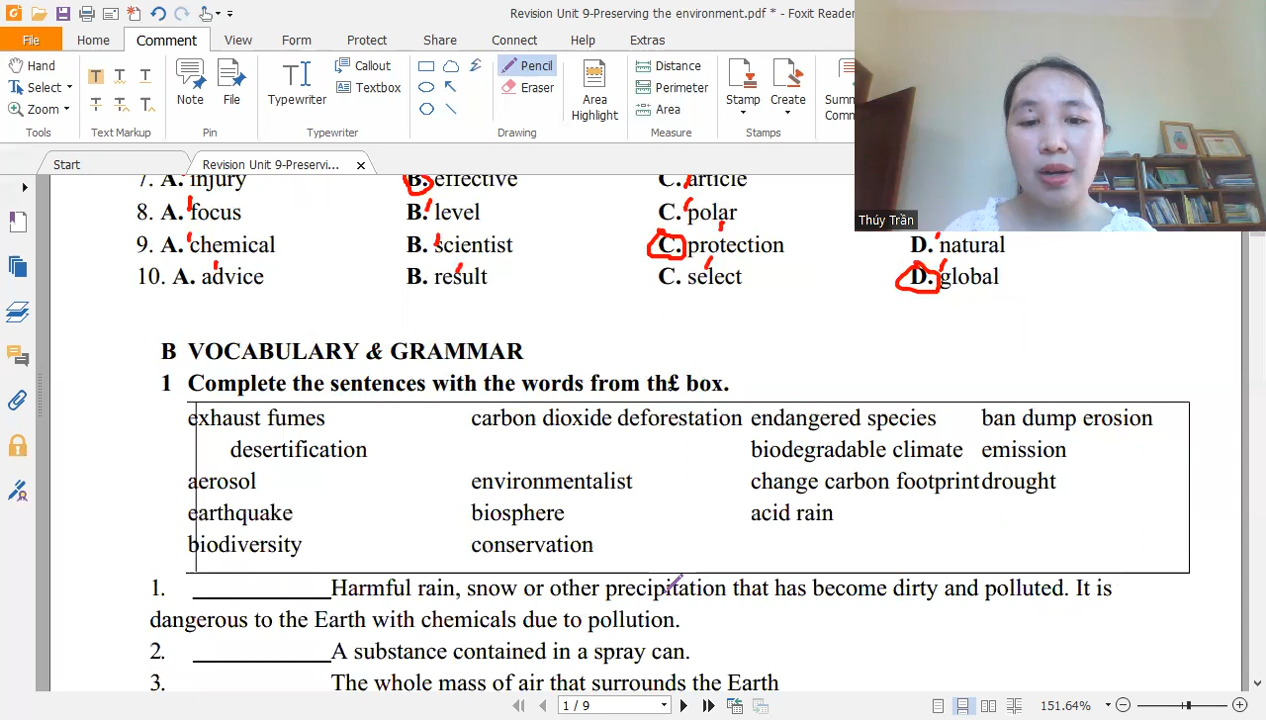 Revision Unit 9-Preserving the environment.pdf * - Foxit Reader
File Home Comment View Form Protect Share Connect Help Extras
Hand
Select
Zoom
Tools
Text Markup
Note
File
Pin
Typewriter
Callout
Textbox
Typewriter
Pencil
Eraser
Area
Highlight
Drawing
Distance
Perimeter
Area
Measure
Stamp
Create
Stamps
Summ
Comm
Start
Revision Unit 9-Preservi...
Thúy Trần
7. A. injury B. effective C. article
8. A. focus B. level C. polar
9. A. chemical B. scientist C. protection D. natural
10. A. advice B. result C. select D. global
B VOCABULARY & GRAMMAR
1 Complete the sentences with the words from th£ box.
exhaust fumes carbon dioxide deforestation endangered species ban dump erosion
desertification biodegradable climate emission
aerosol environmentalist change carbon footprint drought
earthquake biosphere acid rain
biodiversity conservation
1. ____________Harmful rain, snow or other precipitation that has become dirty and polluted. It is
dangerous to the Earth with chemicals due to pollution.
2. ____________A substance contained in a spray can.
3. ____________The whole mass of air that surrounds the Earth
1 / 9
151.64%